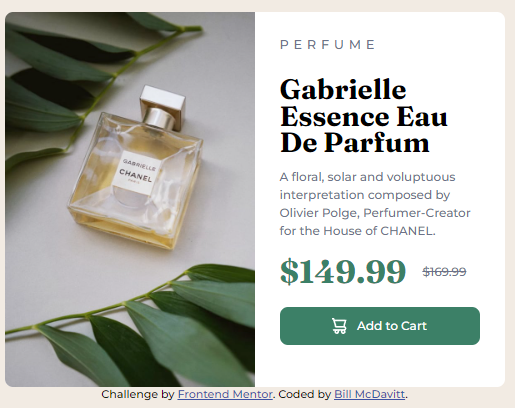 PERFUME
Gabrielle
Essence Eau
De Parfum
A floral, solar and voluptuous
interpretation composed by
Olivier Polge, Perfumer-Creator
for the House of CHANEL.
$149.99 $169.99
Add to Cart
GABRIELLE
CHANEL
PARIS
Challenge by Frontend Mentor. Coded by Bill McDavitt.